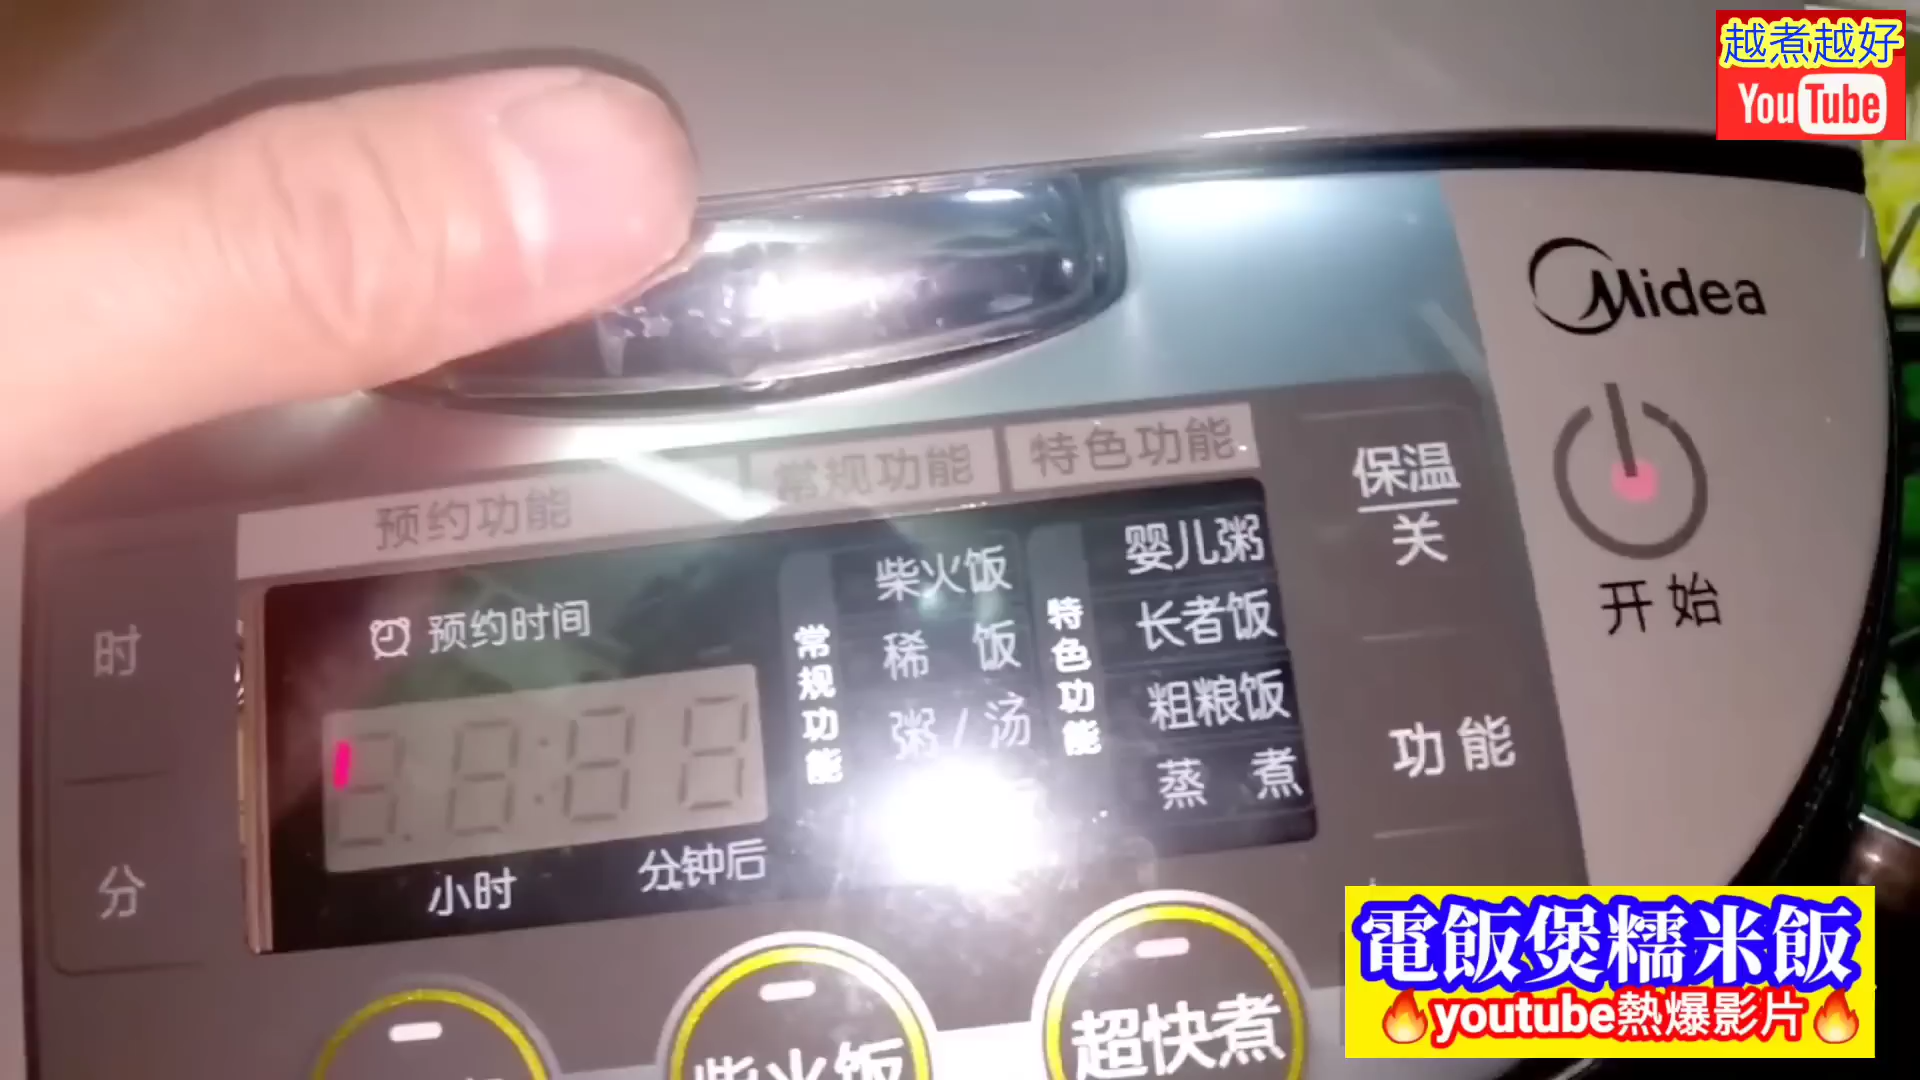 越煮越好
YouTube
Midea
预约功能
常规功能
特色功能
保温
关
开始
时
分
预约时间
小时
分钟后
常规功能
柴火饭
稀饭
粥/汤
特色功能
婴儿粥
长者饭
粗粮饭
蒸煮
功能
柴火饭
超快煮
電飯煲糯米飯
🔥youtube熱爆影片🔥